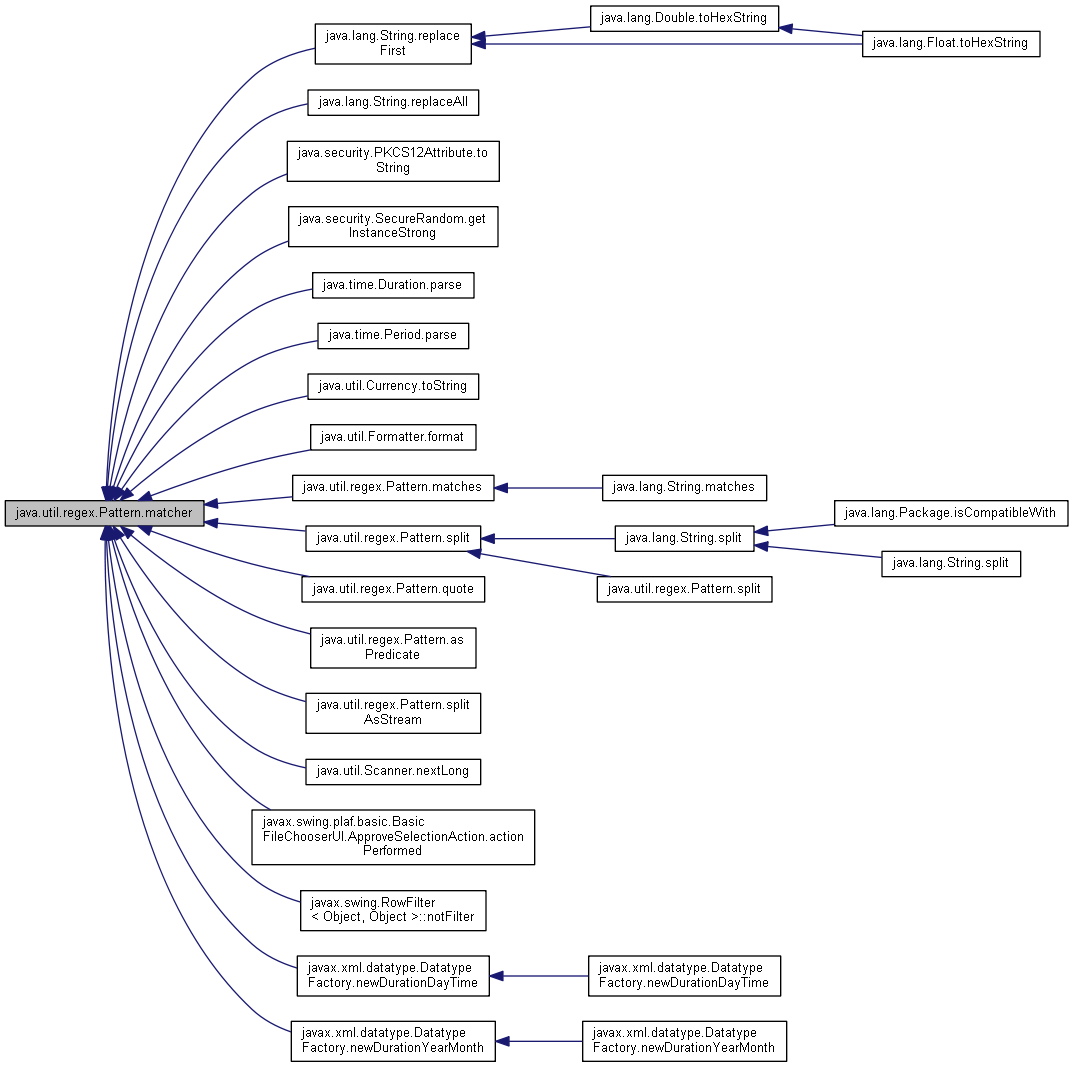 java.lang.Double.toHexString
java.lang.String.replace
First
java.lang.Float.toHexString
java.lang.String.replaceAll
java.security.PKCS12Attribute.to
String
java.security.SecureRandom.get
InstanceStrong
java.time.Duration.parse
java.time.Period.parse
java.util.Currency.toString
java.util.Formatter.format
java.util.regex.Pattern.matches
java.lang.String.matches
java.util.regex.Pattern.matcher
java.lang.Package.isCompatibleWith
java.util.regex.Pattern.split
java.lang.String.split
java.lang.String.split
java.util.regex.Pattern.quote
java.util.regex.Pattern.split
java.util.regex.Pattern.as
Predicate
java.util.regex.Pattern.split
AsStream
java.util.Scanner.nextLong
javax.swing.plaf.basic.Basic
FileChooserUI.ApproveSelectionAction.action
Performed
javax.swing.RowFilter
< Object, Object >::notFilter
javax.xml.datatype.Datatype
Factory.newDurationDayTime
javax.xml.datatype.Datatype
Factory.newDurationDayTime
javax.xml.datatype.Datatype
Factory.newDurationYearMonth
javax.xml.datatype.Datatype
Factory.newDurationYearMonth